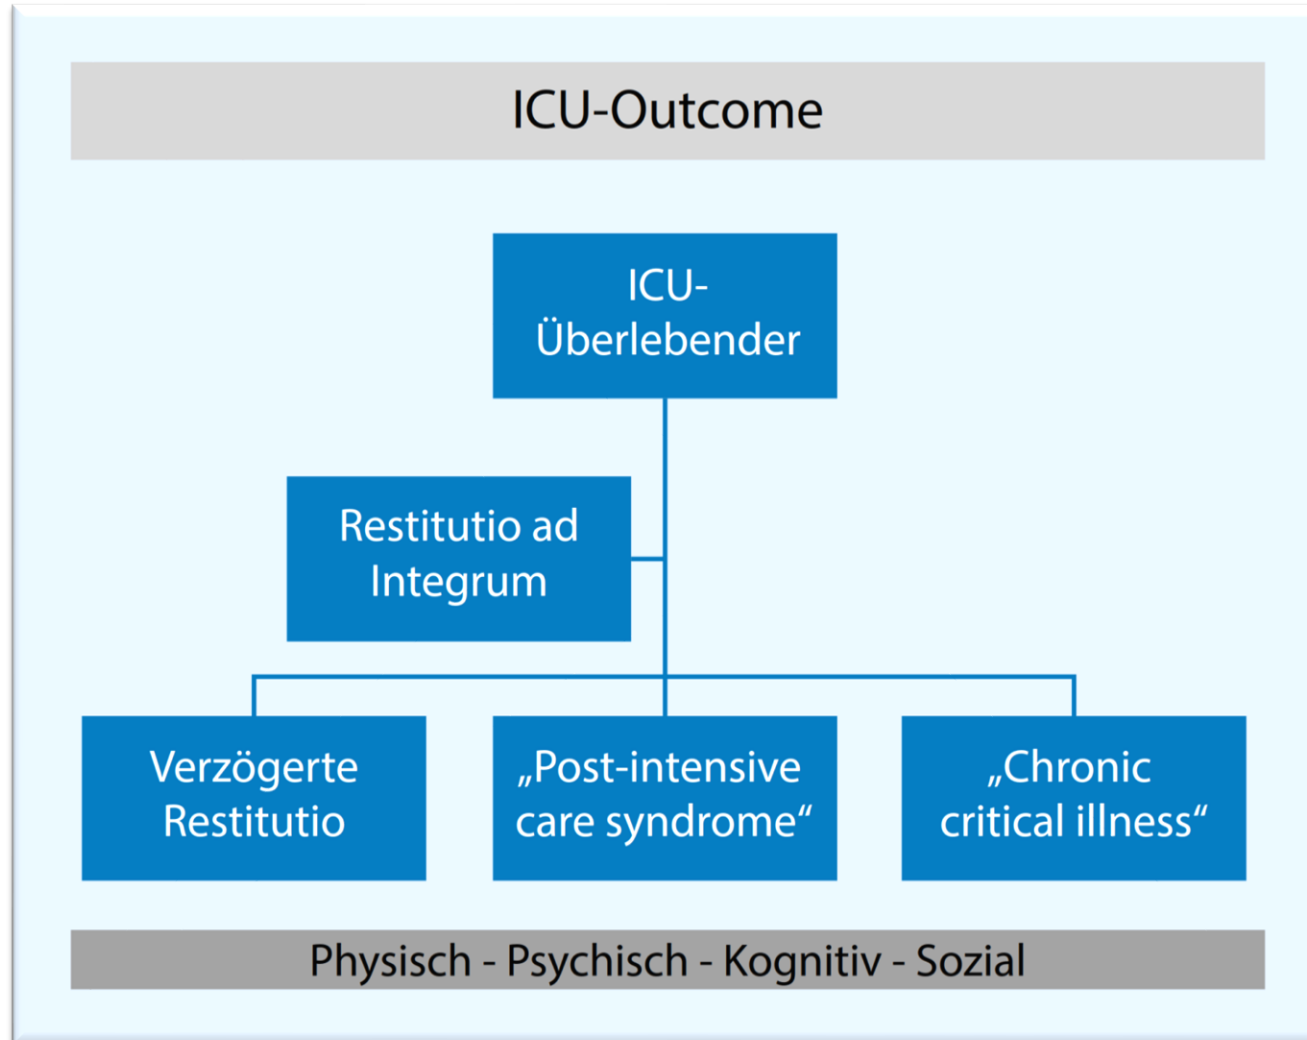 ICU-Outcome
ICU-
Überlebender
Restitutio ad
Integrum
Verzögerte
Restitutio
„Post-intensive
care syndrome“
„Chronic
critical illness“
Physisch - Psychisch - Kognitiv - Sozial